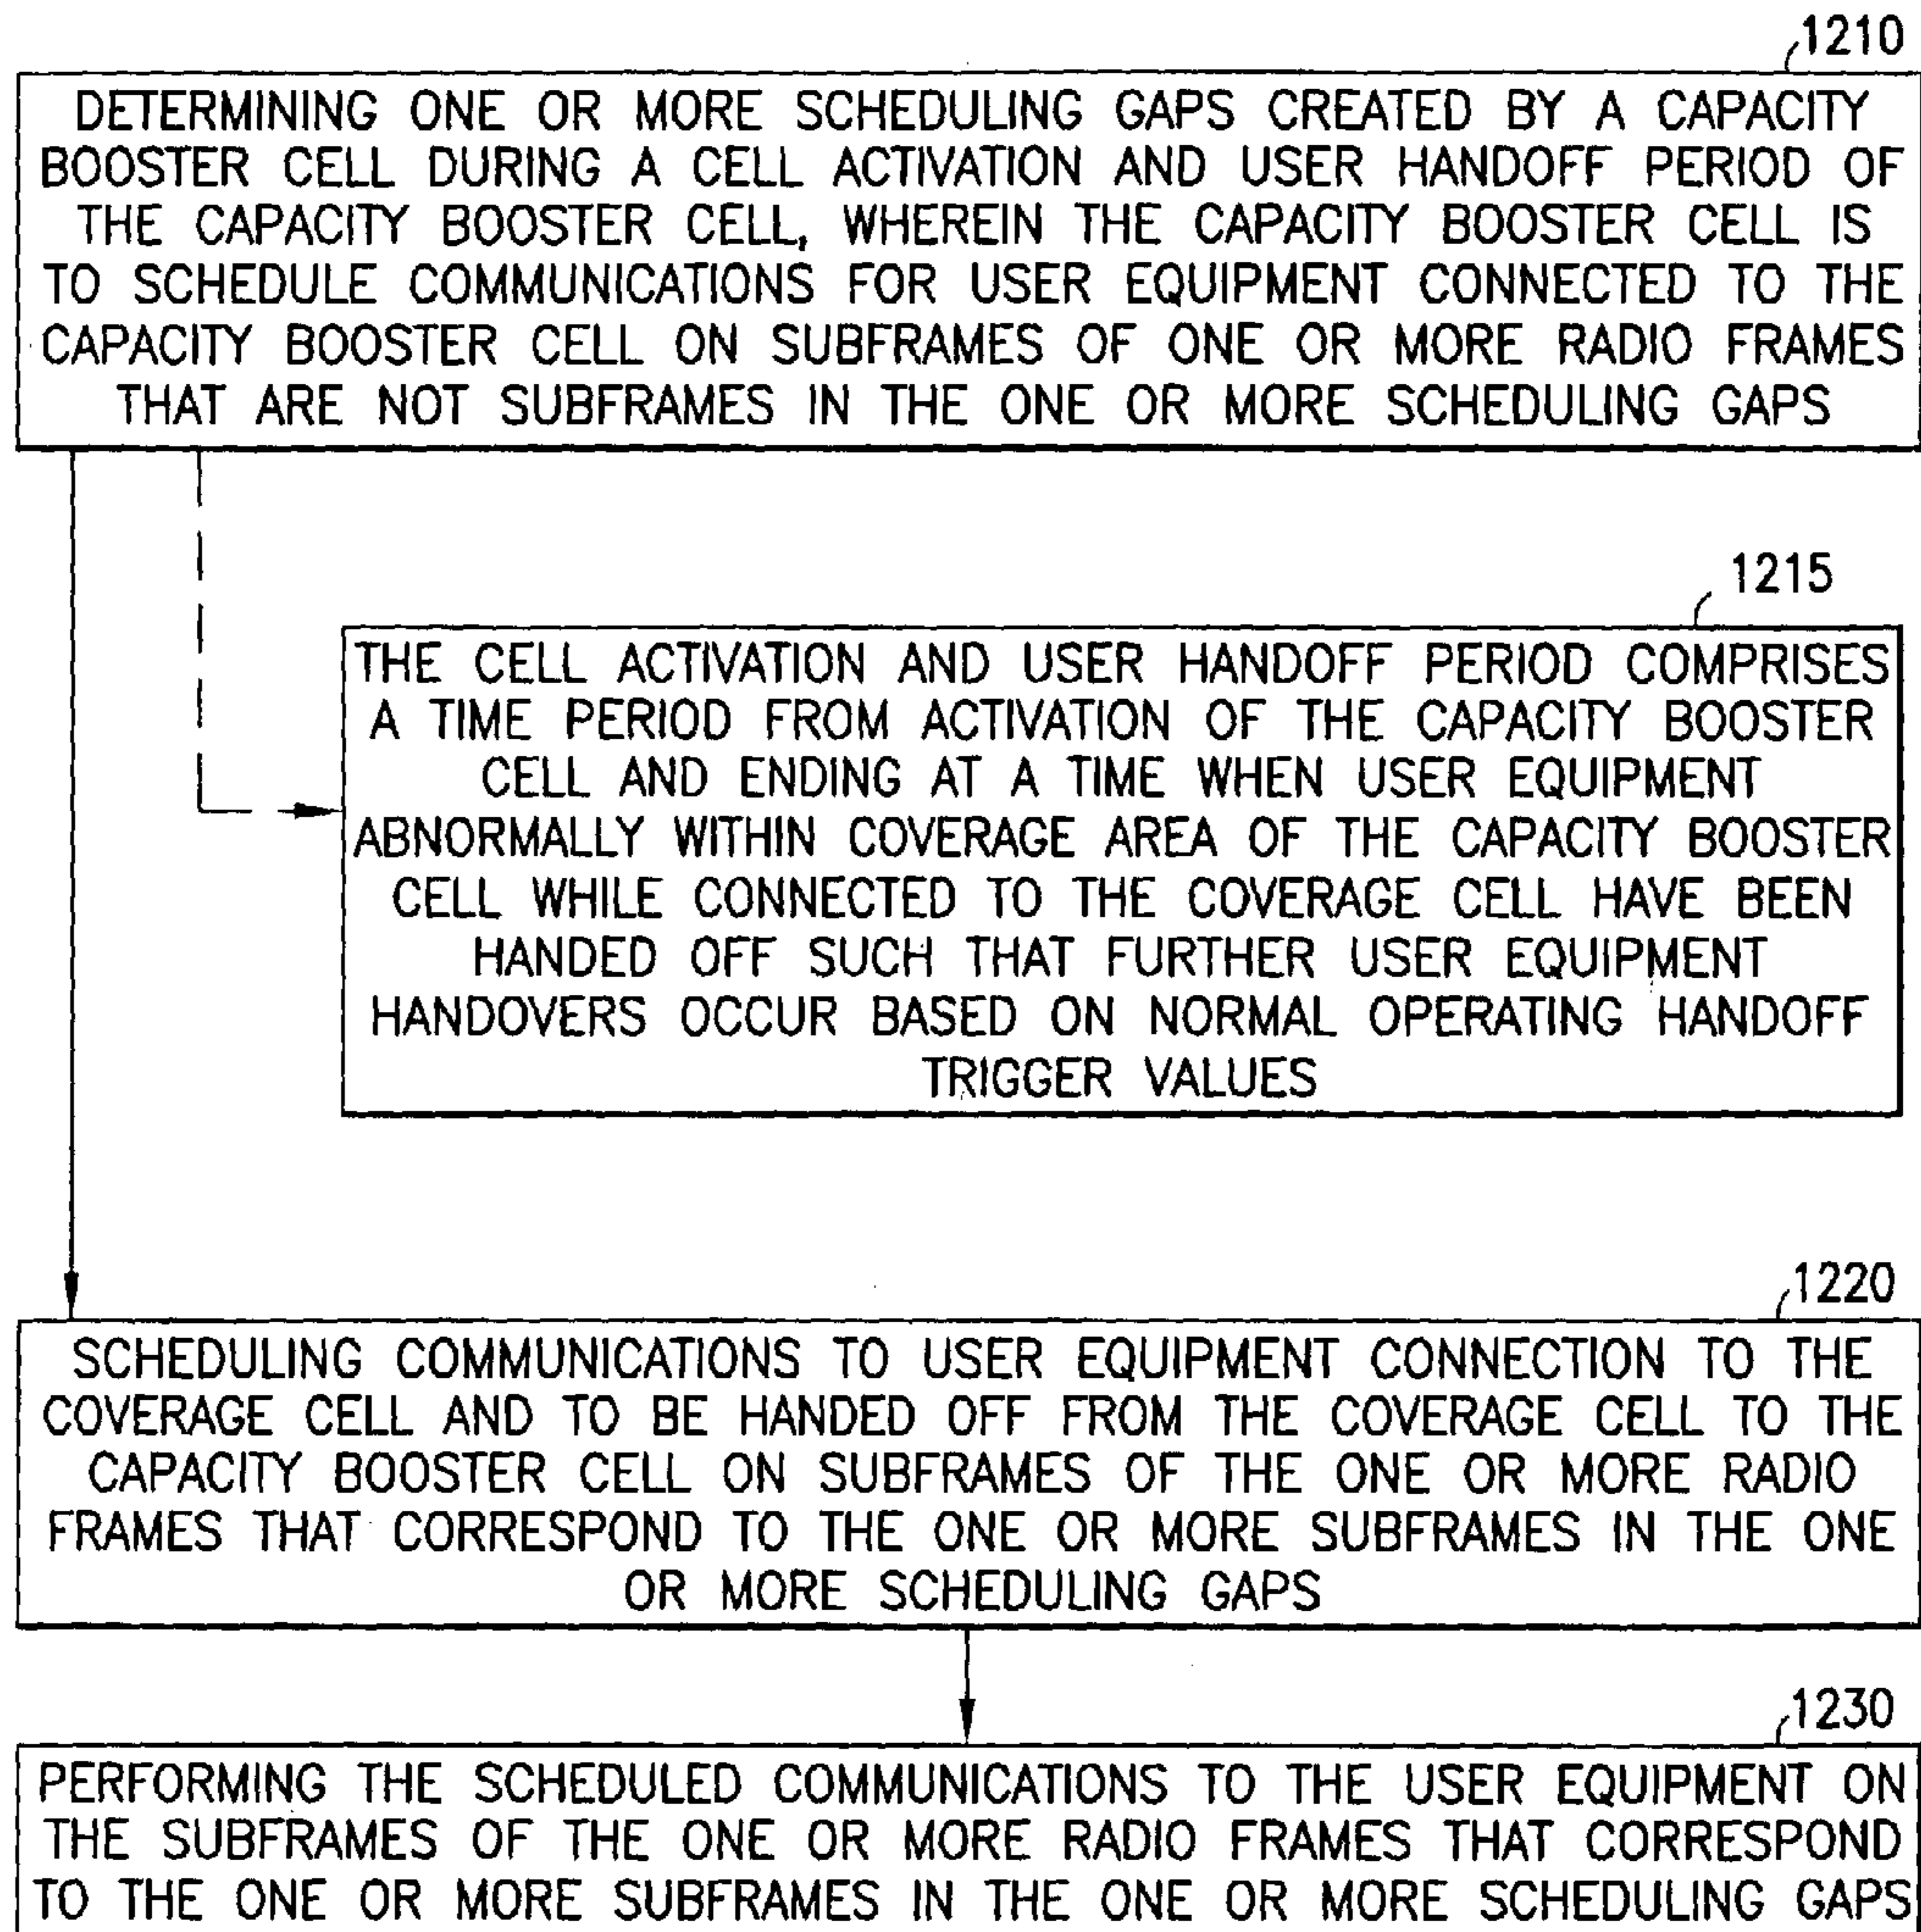 1210
DETERMINING ONE OR MORE SCHEDULING GAPS CREATED BY A CAPACITY
BOOSTER CELL DURING A CELL ACTIVATION AND USER HANDOFF PERIOD OF
THE CAPACITY BOOSTER CELL, WHEREIN THE CAPACITY BOOSTER CELL IS
TO SCHEDULE COMMUNICATIONS FOR USER EQUIPMENT CONNECTED TO THE
CAPACITY BOOSTER CELL ON SUBFRAMES OF ONE OR MORE RADIO FRAMES
THAT ARE NOT SUBFRAMES IN THE ONE OR MORE SCHEDULING GAPS
1215
THE CELL ACTIVATION AND USER HANDOFF PERIOD COMPRISES
A TIME PERIOD FROM ACTIVATION OF THE CAPACITY BOOSTER
CELL AND ENDING AT A TIME WHEN USER EQUIPMENT
ABNORMALLY WITHIN COVERAGE AREA OF THE CAPACITY BOOSTER
CELL WHILE CONNECTED TO THE COVERAGE CELL HAVE BEEN
HANDED OFF SUCH THAT FURTHER USER EQUIPMENT
HANDOVERS OCCUR BASED ON NORMAL OPERATING HANDOFF
TRIGGER VALUES
1220
SCHEDULING COMMUNICATIONS TO USER EQUIPMENT CONNECTION TO THE
COVERAGE CELL AND TO BE HANDED OFF FROM THE COVERAGE CELL TO THE
CAPACITY BOOSTER CELL ON SUBFRAMES OF THE ONE OR MORE RADIO
FRAMES THAT CORRESPOND TO THE ONE OR MORE SUBFRAMES IN THE ONE
OR MORE SCHEDULING GAPS
1230
PERFORMING THE SCHEDULED COMMUNICATIONS TO THE USER EQUIPMENT ON
THE SUBFRAMES OF THE ONE OR MORE RADIO FRAMES THAT CORRESPOND
TO THE ONE OR MORE SUBFRAMES IN THE ONE OR MORE SCHEDULING GAPS